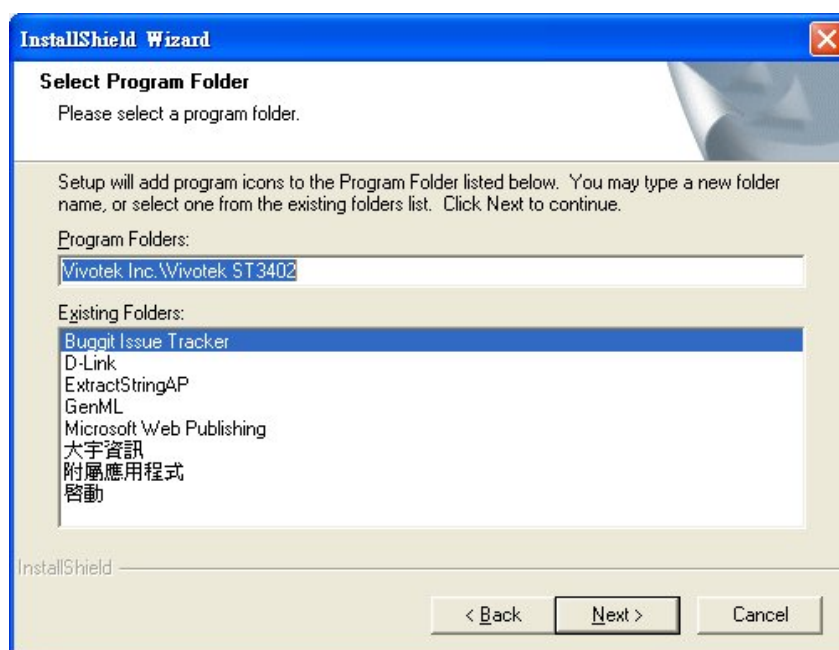 InstallShield Wizard
Select Program Folder
Please select a program folder.
Setup will add program icons to the Program Folder listed below.  You may type a new folder
name, or select one from the existing folders list.  Click Next to continue.
Program Folders:
Vivotek Inc.\Vivotek ST3402
Existing Folders:
Buggit Issue Tracker
D-Link
ExtractStringAP
GenML
Microsoft Web Publishing
大宇資訊
附屬應用程式
啓動
InstallShield
< Back  Next >  Cancel